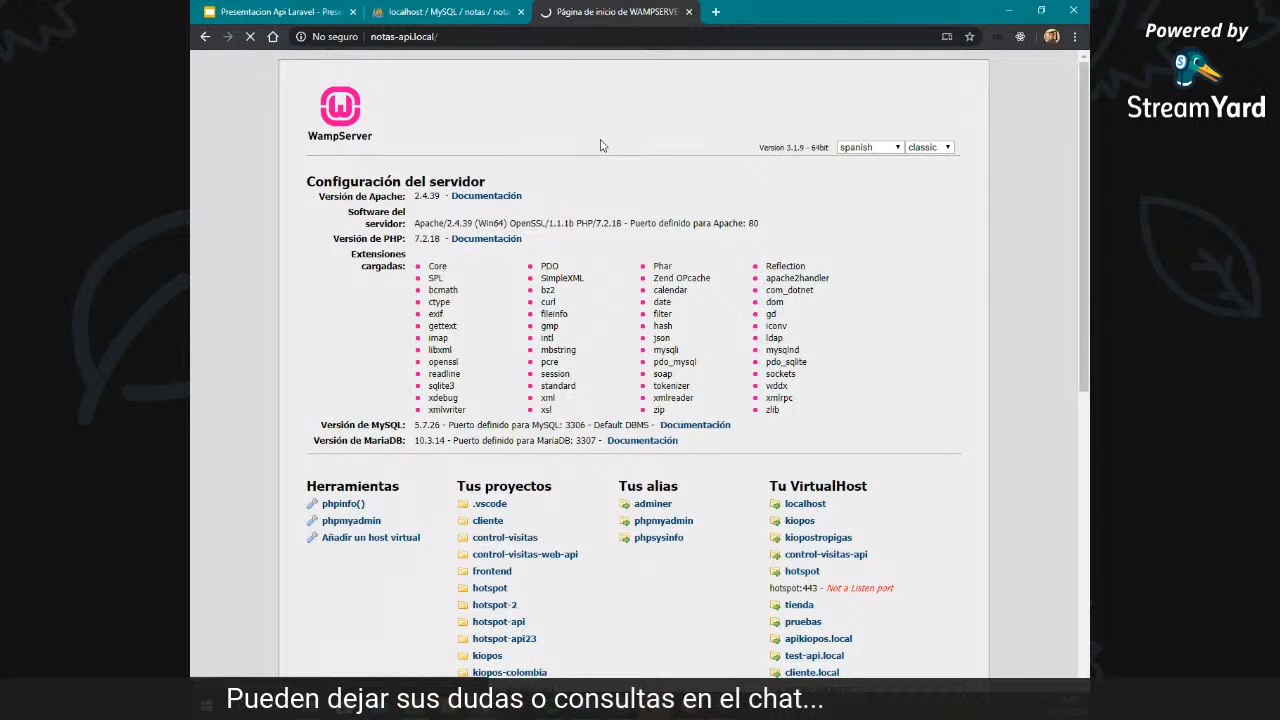 Presentacion Api Laravel - Prese
localhost / MySQL / notas / nota
Página de inicio de WAMPSERVE
No seguro
notas-api.local/
Powered by
StreamYard
WampServer
Version 3.1.9 - 64bit
spanish
classic
Configuración del servidor
Versión de Apache: 2.4.39 - Documentación
Software del servidor: Apache/2.4.39 (Win64) OpenSSL/1.1.1b PHP/7.2.18 - Puerto definido para Apache: 80
Versión de PHP: 7.2.18 - Documentación
Extensiones cargadas:
Core PDO Phar Reflection
SPL SimpleXML Zend OPcache apache2handler
bcmath bz2 calendar com_dotnet
ctype curl date dom
exif fileinfo filter gd
gettext gmp hash iconv
imap intl json ldap
libxml mbstring mysqli mysqlnd
openssl pcre pdo_mysql pdo_sqlite
readline session soap sockets
sqlite3 standard tokenizer wddx
xdebug xml xmlreader xmlrpc
xmlwriter xsl zip zlib
Versión de MySQL: 5.7.26 - Puerto definido para MySQL: 3306 - Default DBMS - Documentación
Versión de MariaDB: 10.3.14 - Puerto definido para MariaDB: 3307 - Documentación
Herramientas
phpinfo()
phpmyadmin
Añadir un host virtual
Tus proyectos
.vscode
cliente
control-visitas
control-visitas-web-api
frontend
hotspot
hotspot-2
hotspot-api
hotspot-api23
kiopos
kiopos-colombia
Tus alias
adminer
phpmyadmin
phpsysinfo
Tu VirtualHost
localhost
kiopos
kiopostropigas
control-visitas-api
hotspot
hotspot:443 - Not a Listen port
tienda
pruebas
apikiopos.local
test-api.local
cliente.local
Pueden dejar sus dudas o consultas en el chat...